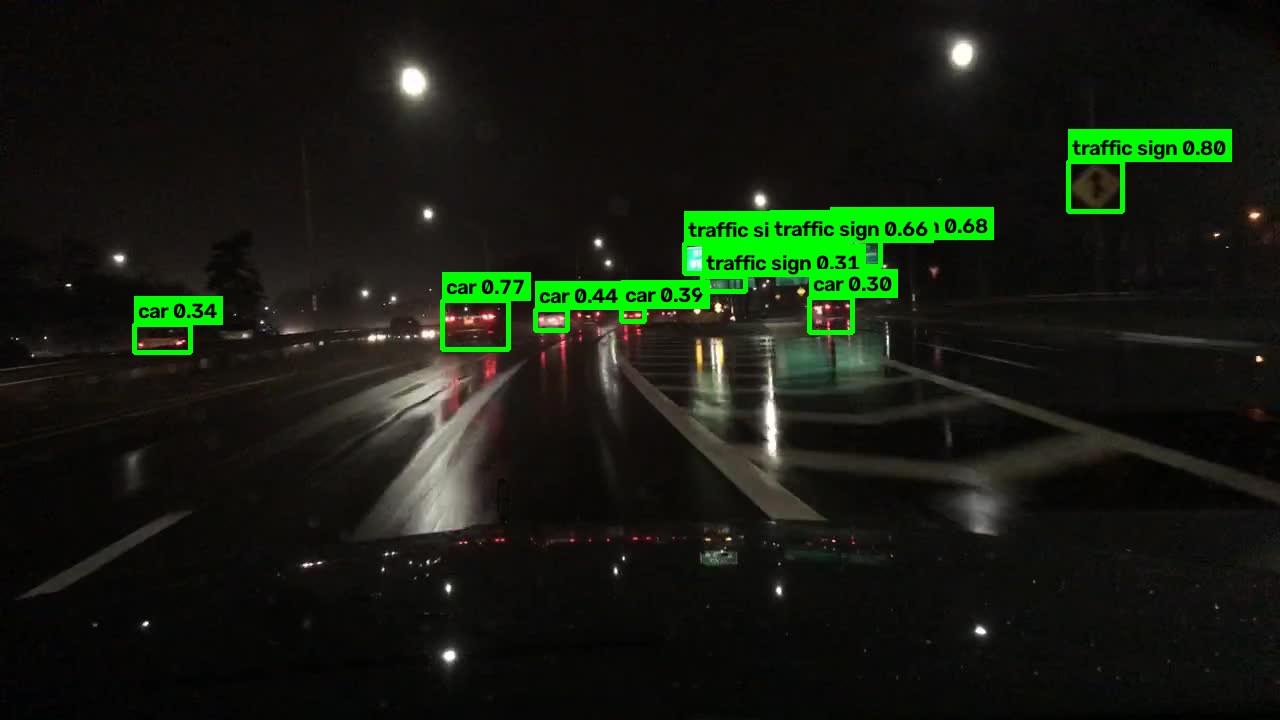 traffic sign 0.80
0.68
traffic si
traffic sign 0.66
traffic sign 0.31
car 0.30
car 0.77
car 0.44
car 0.39
car 0.34